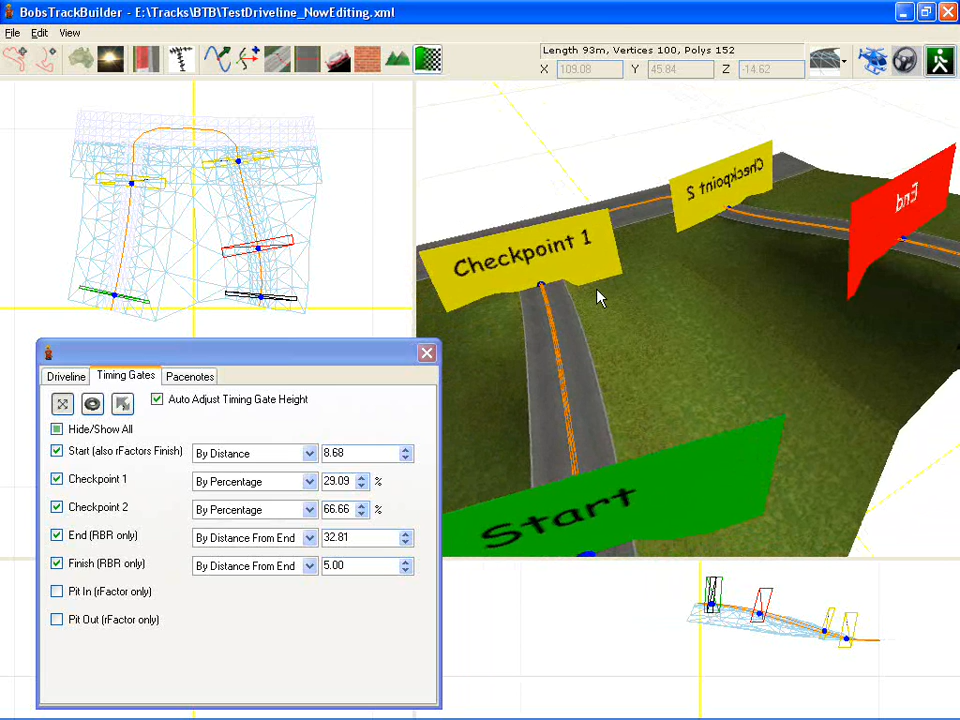 BobsTrackBuilder - E:\Tracks\BTB\TestDriveline_NowEditing.xml
File Edit View
Length 93m, Vertices 100, Polys 152
X 109.08 Y 45.84 Z -14.62
Checkpoint 2
End
Checkpoint 1
Start
Driveline Timing Gates Pacenotes
Auto Adjust Timing Gate Height
Hide/Show All
Start (also rFactors Finish) By Distance 8.68
Checkpoint 1 By Percentage 29.09 %
Checkpoint 2 By Percentage 66.66 %
End (RBR only) By Distance From End 32.81
Finish (RBR only) By Distance From End 5.00
Pit In (rFactor only)
Pit Out (rFactor only)